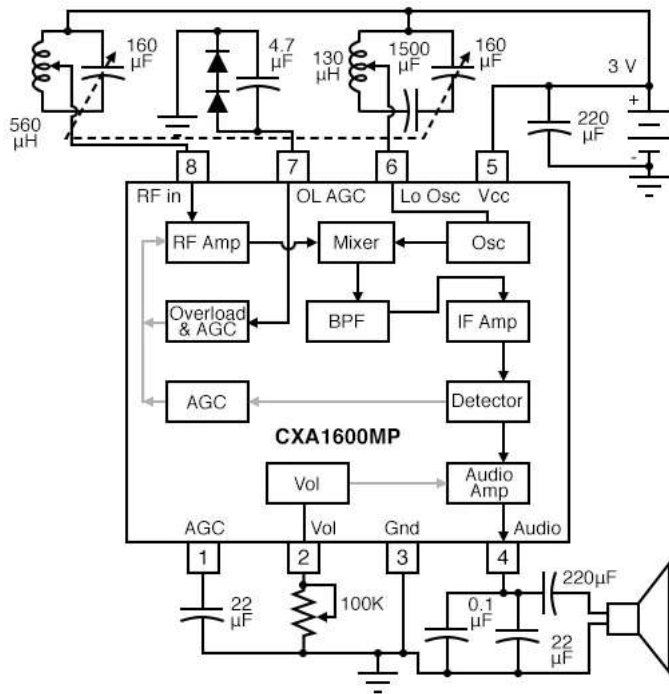 160
µF
4.7
µF
130
µH
1500
µF
160
µF
3 V
+
-
220
µF
560
µH
8
7
6
5
RF in
OL AGC
Lo Osc
Vcc
RF Amp
Mixer
Osc
Overload
& AGC
BPF
IF Amp
AGC
Detector
CXA1600MP
Vol
Audio
Amp
AGC
Vol
Gnd
Audio
1
2
3
4
22
µF
100K
0.1
µF
220µF
22
µF